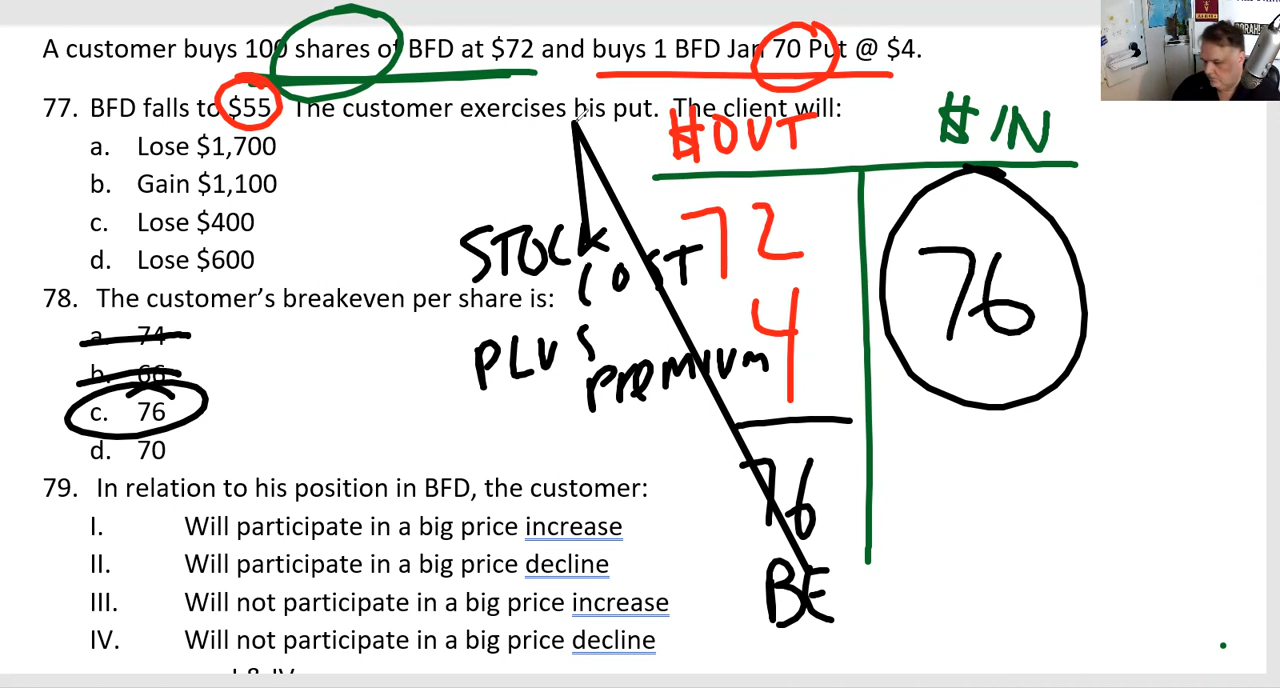 A customer buys 100 shares of BFD at $72 and buys 1 BFD Jan 70 Put @ $4.
77. BFD falls to $55 The customer exercises his put. The client will:
a. Lose $1,700
b. Gain $1,100
c. Lose $400
d. Lose $600
78. The customer's breakeven per share is:
a. 74
b. 66
c. 76
d. 70
79. In relation to his position in BFD, the customer:
I. Will participate in a big price increase
II. Will participate in a big price decline
III. Will not participate in a big price increase
IV. Will not participate in a big price decline
$OUT
$IN
72
4
76
BE
76
STOCK
COST
PLUS
PREMIUM